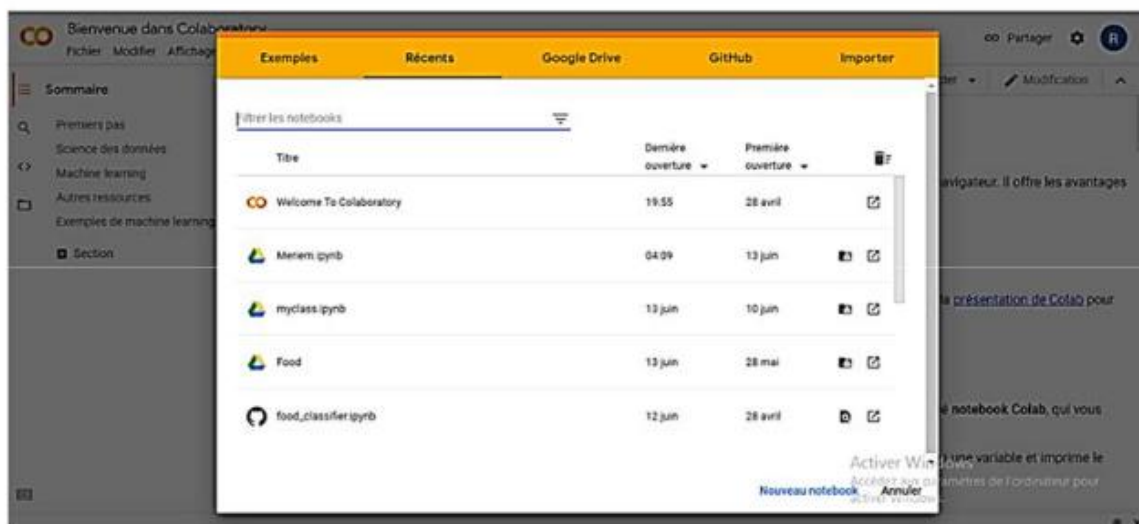 Bienvenue dans Colaboratory
Fichier Modifier Affichage
Partager
R
Exemples Récents Google Drive GitHub Importer
Modification
Sommaire
Premiers pas
Science des données
Machine learning
Autres ressources
Exemples de machine learning
Section
Filtrer les notebooks
Titre Dernière ouverture Première ouverture
Welcome To Colaboratory 19:55 28 avril
Meriem.ipynb 04:09 13 juin
myclass.ipynb 13 juin 10 juin
Food 13 juin 28 mai
food_classifier.ipynb 12 juin 28 avril
navigateur. Il offre les avantages
la présentation de Colab pour
notebook Colab, qui vous
une variable et imprime le
Activer Windows
Accédez aux paramètres de l'ordinateur pour
activer Windows.
Nouveau notebook Annuler